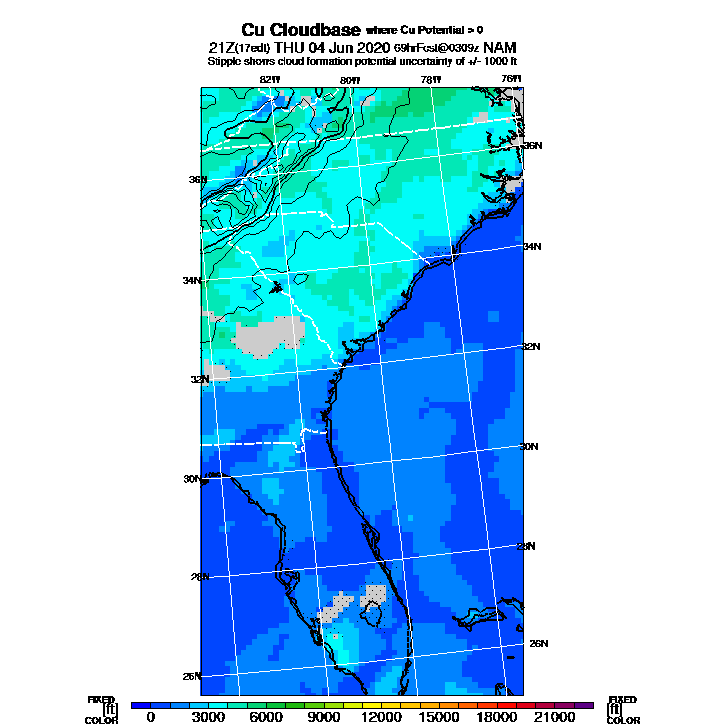 Cu Cloudbase where Cu Potential > 0
21Z(17edt) THU 04 Jun 2020 69hrFcst@0309z NAM
Stipple shows cloud formation potential uncertainty of +/- 1000 ft
82W 80W 78W 76W
36N
36N
34N
34N
32N
32N
30N
30N
28N
28N
26N
26N
FIXED FIXED
[ft] [ft]
COLOR COLOR
0 3000 6000 9000 12000 15000 18000 21000